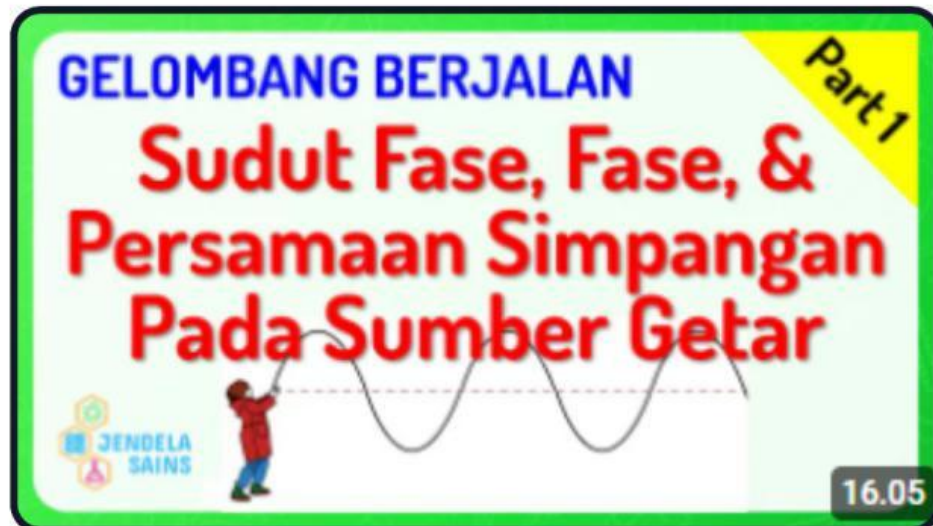 GELOMBANG BERJALAN
Part 1
Sudut Fase, Fase, &
Persamaan Simpangan
Pada Sumber Getar
JENDELA
SAINS
16.05